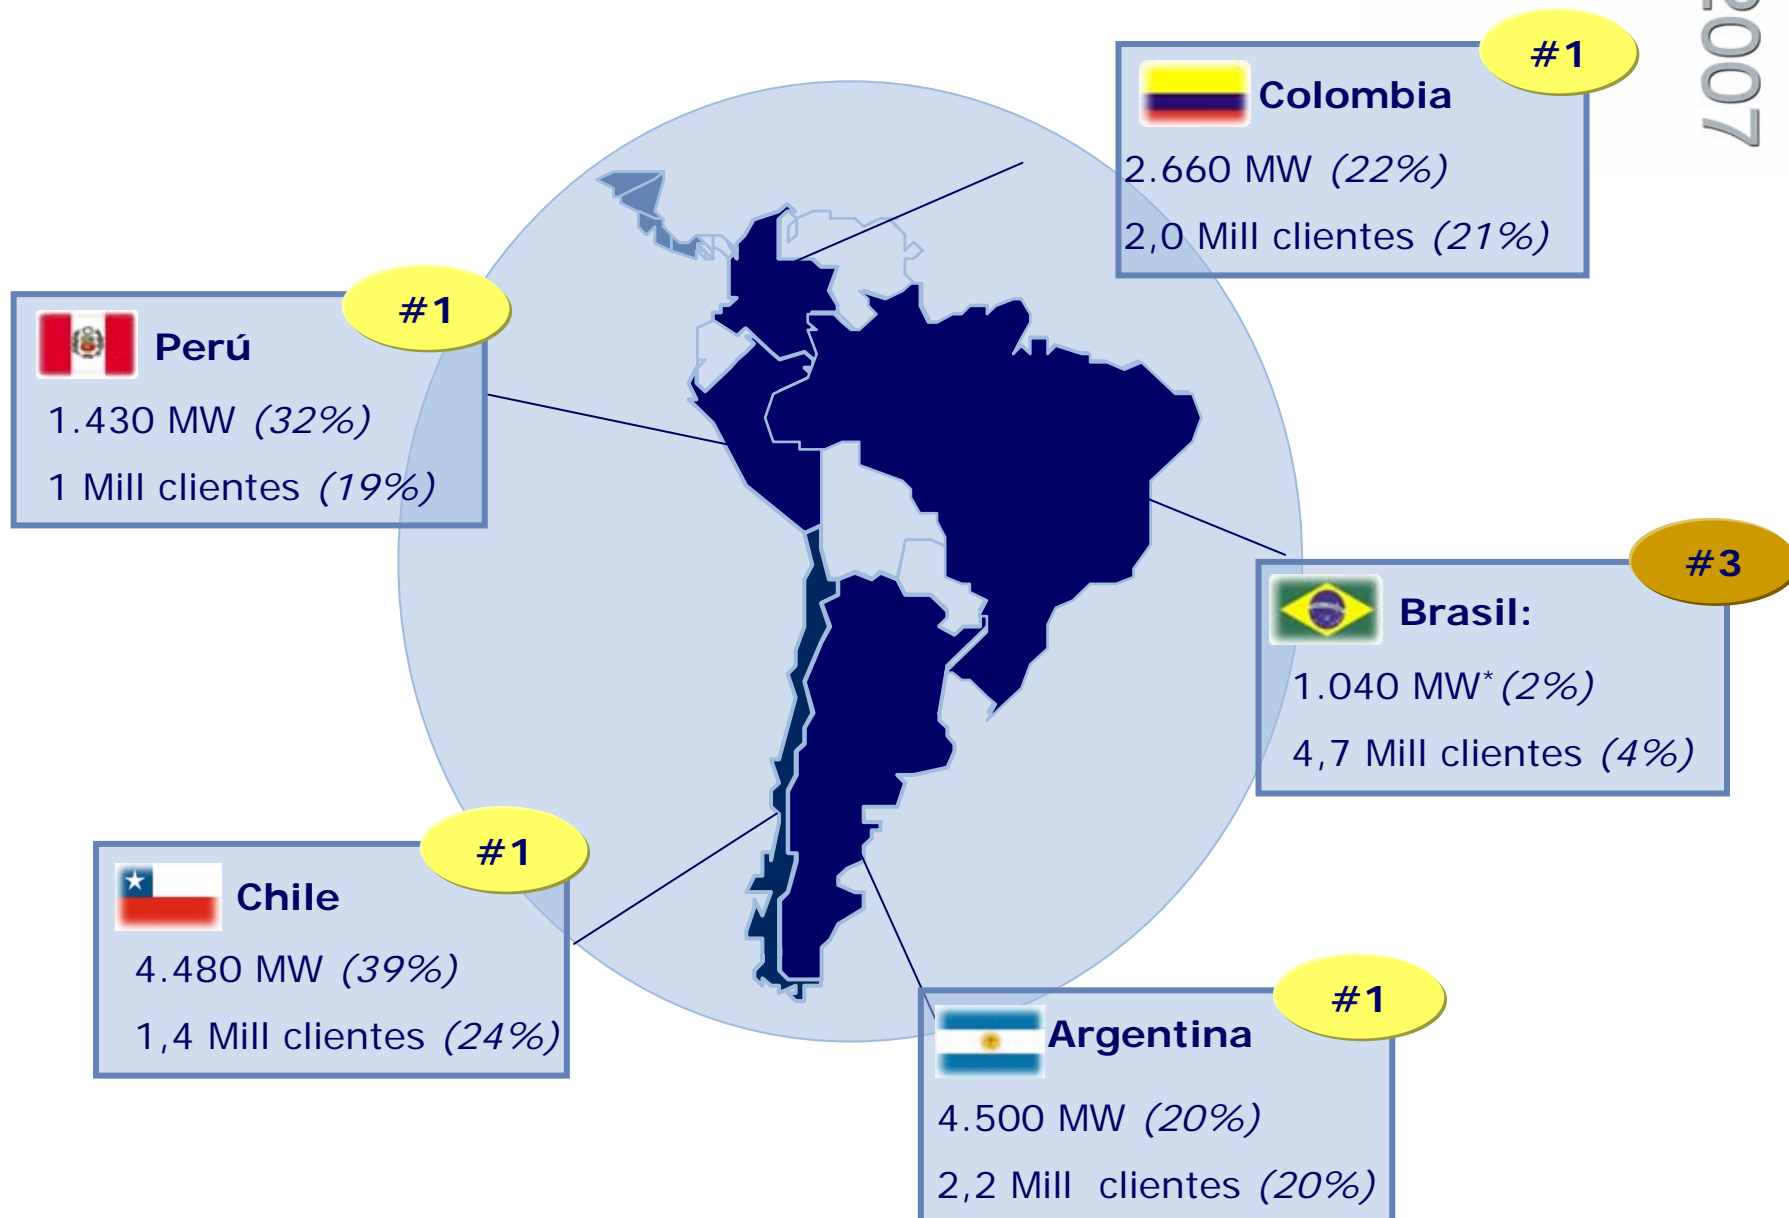 2007
#1
Colombia
2.660 MW (22%)
2,0 Mill clientes (21%)
#1
Perú
1.430 MW (32%)
1 Mill clientes (19%)
#3
Brasil:
1.040 MW* (2%)
4,7 Mill clientes (4%)
#1
Chile
4.480 MW (39%)
1,4 Mill clientes (24%)
#1
Argentina
4.500 MW (20%)
2,2 Mill clientes (20%)